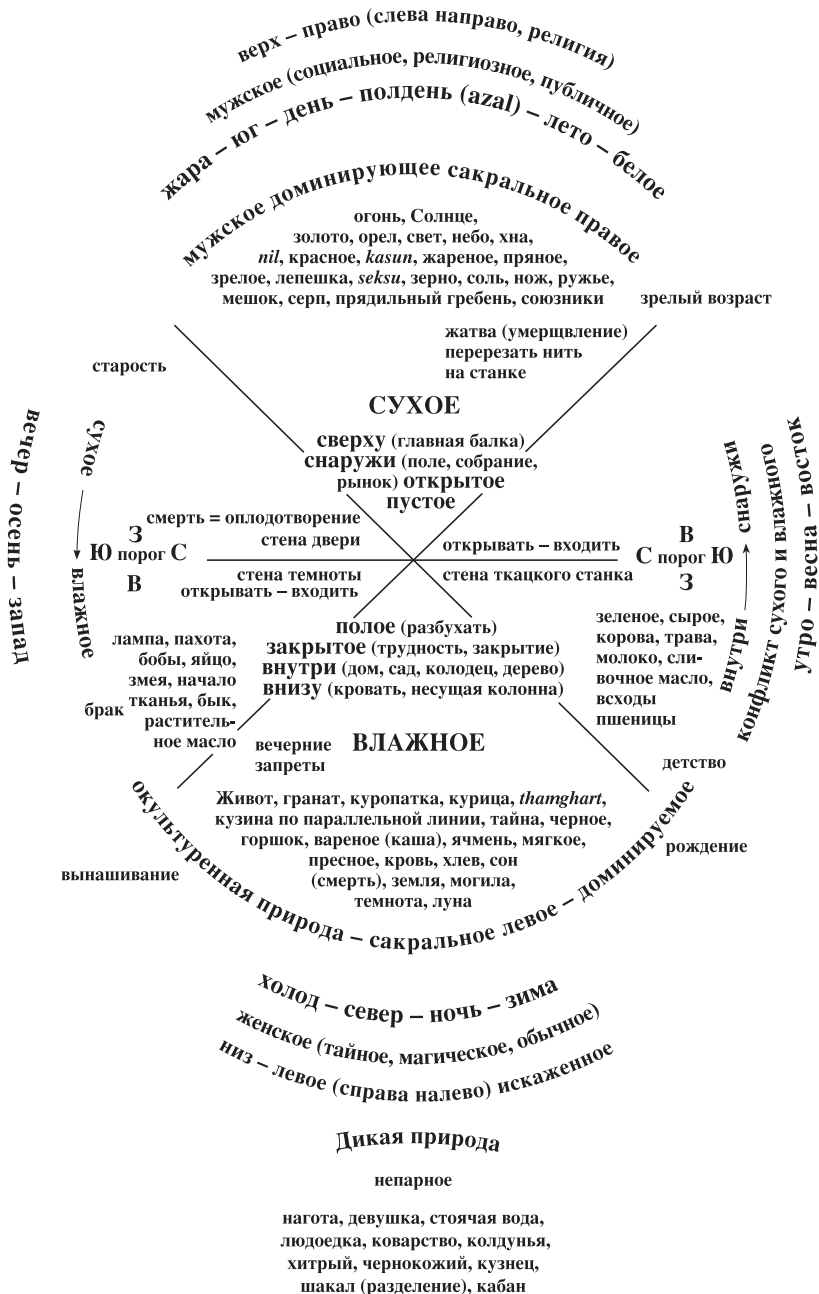 верх – право (слева направо, религия)
мужское (социальное, религиозное, публичное)
жара – юг – день – полдень (azal) – лето – белое
мужское доминирующее сакральное правое
огонь, Солнце,
золото, орел, свет, небо, хна,
nil, красное, kasun, жареное, пряное,
зрелое, лепешка, seksu, зерно, соль, нож, ружье,
мешок, серп, прядильный гребень, союзники
зрелый возраст
жатва (умерщвление)
перерезать нить
на станке
старость
СУХОЕ
сверху (главная балка)
снаружи (поле, собрание,
рынок) открытое
пустое
вечер – осень – запад
сухое
влажное
З
Ю порог С
В
смерть = оплодотворение
стена двери
стена темноты
открывать – входить
открывать – входить
стена ткацкого станка
В
С порог Ю
З
снаружи
внутри
конфликт сухого и влажного
утро – весна – восток
полое (разбухать)
закрытое (трудность, закрытие)
внутри (дом, сад, колодец, дерево)
внизу (кровать, несущая колонна)
лампа, пахота,
бобы, яйцо,
змея, начало
тканья, бык,
раститель-
ное масло
брак
зеленое, сырое,
корова, трава,
молоко, сли-
вочное масло,
всходы
пшеницы
вечерние
запреты
ВЛАЖНОЕ
детство
Живот, гранат, куропатка, курица, thamghart,
кузина по параллельной линии, тайна, черное,
горшок, вареное (каша), ячмень, мягкое,
пресное, кровь, хлев, сон
(смерть), земля, могила,
темнота, луна
рождение
вынашивание
окультуренная природа – сакральное левое – доминируемое
холод – север – ночь – зима
женское (тайное, магическое, обычное)
низ – левое (справа налево) искаженное
Дикая природа
непарное
нагота, девушка, стоячая вода,
людоедка, коварство, колдунья,
хитрый, чернокожий, кузнец,
шакал (разделение), кабан